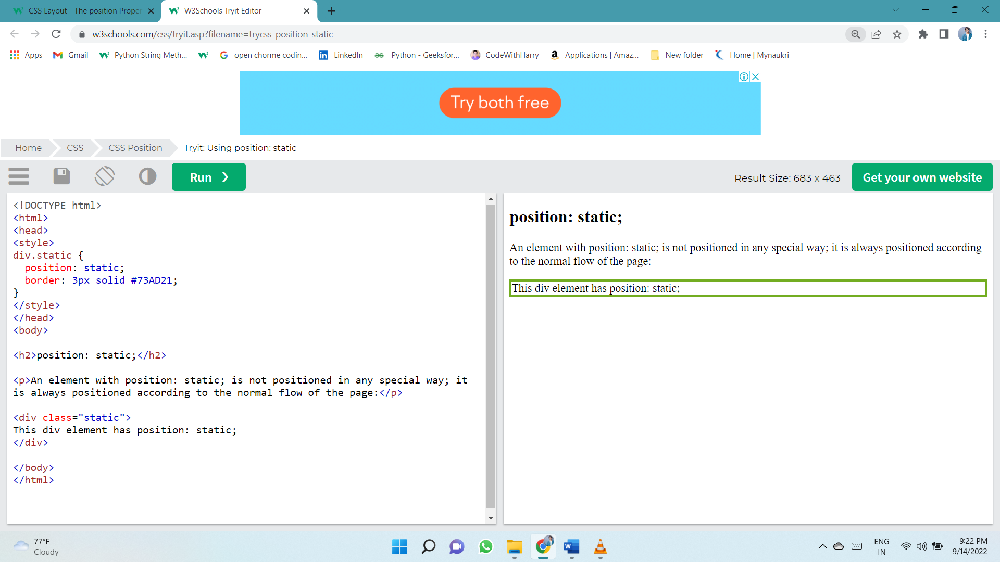 CSS Layout - The position Proper
W3Schools Tryit Editor
w3schools.com/css/tryit.asp?filename=trycss_position_static
Apps
Gmail
Python String Meth...
open chorme codin...
LinkedIn
Python - Geeksfor...
CodeWithHarry
Applications | Amaz...
New folder
Home | Mynaukri
Try both free
Home
CSS
CSS Position
Tryit: Using position: static
Run ❯
Result Size: 683 x 463
Get your own website
<!DOCTYPE html>
<html>
<head>
<style>
div.static {
  position: static;
  border: 3px solid #73AD21;
}
</style>
</head>
<body>
<h2>position: static;</h2>
<p>An element with position: static; is not positioned in any special way; it
is always positioned according to the normal flow of the page:</p>
<div class="static">
This div element has position: static;
</div>
</body>
</html>
position: static;
An element with position: static; is not positioned in any special way; it is always positioned according
to the normal flow of the page:
This div element has position: static;
77°F
Cloudy
ENG
IN
9:22 PM
9/14/2022